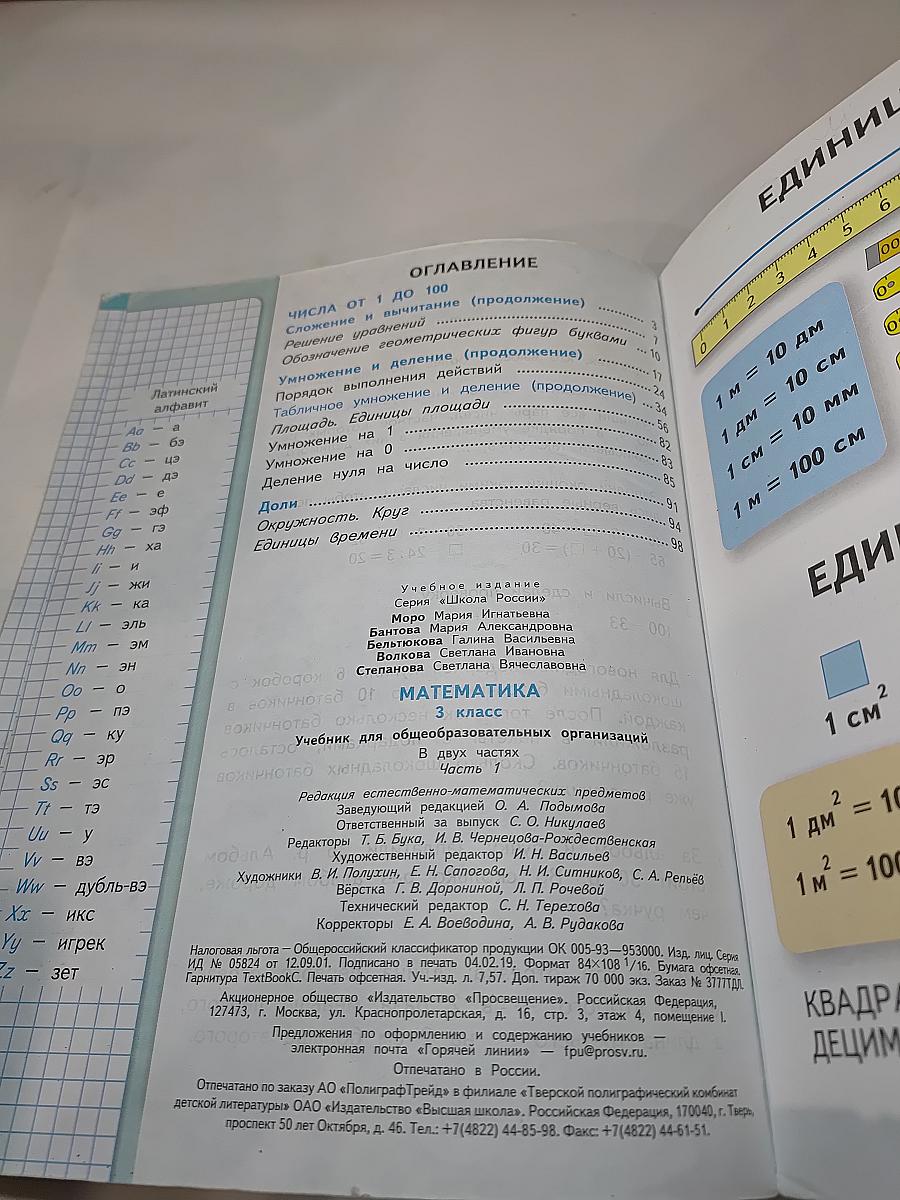 Латинский
алфавит
Aa — а
Bb — бэ
Cc — цэ
Dd — дэ
Ee — е
Ff — эф
Gg — гэ
Hh — ха
Ii — и
Jj — жи
Kk — ка
Ll — эль
Mm — эм
Nn — эн
Oo — о
Pp — пэ
Qq — ку
Rr — эр
Ss — эс
Tt — тэ
Uu — у
Vv — вэ
Ww — дубль-вэ
Xx — икс
Yy — игрек
Zz — зет
ОГЛАВЛЕНИЕ
ЧИСЛА ОТ 1 ДО 100
Сложение и вычитание (продолжение) 3
Решение уравнений 7
Обозначение геометрических фигур буквами 10
Умножение и деление (продолжение) 17
Порядок выполнения действий 24
Табличное умножение и деление (продолжение) 34
Площадь. Единицы площади 56
Умножение на 1 82
Умножение на 0 83
Деление нуля на число 85
Доли 91
Окружность. Круг 94
Единицы времени 98
Учебное издание
Серия «Школа России»
Моро Мария Игнатьевна
Бантова Мария Александровна
Бельтюкова Галина Васильевна
Волкова Светлана Ивановна
Степанова Светлана Вячеславовна
МАТЕМАТИКА
3 класс
Учебник для общеобразовательных организаций
В двух частях
Часть 1
Редакция естественно-математических предметов
Заведующий редакцией О. А. Подымова
Ответственный за выпуск С. О. Никулаев
Редакторы Т. Б. Бука, И. В. Чернецова-Рождественская
Художественный редактор И. Н. Васильев
Художники В. И. Полухин, Е. Н. Сапогова, Н. И. Ситников, С. А. Репьёв
Вёрстка Г. В. Дорониной, Л. П. Рочевой
Технический редактор С. Н. Терехова
Корректоры Е. А. Воеводина, А. В. Рудакова
Налоговая льгота — Общероссийский классификатор продукции ОК 005-93—953000. Изд. лиц. Серия
ИД № 05824 от 12.09.01. Подписано в печать 04.02.19. Формат 84×108 1/16. Бумага офсетная.
Гарнитура TextBookC. Печать офсетная. Уч.-изд. л. 7,57. Доп. тираж 70 000 экз. Заказ № 3777ТДЛ.
Акционерное общество «Издательство «Просвещение». Российская Федерация,
127473, г. Москва, ул. Краснопролетарская, д. 16, стр. 3, этаж 4, помещение I.
Предложения по оформлению и содержанию учебников —
электронная почта «Горячей линии» — fpu@prosv.ru.
Отпечатано в России.
Отпечатано по заказу АО «ПолиграфТрейд» в филиале «Тверской полиграфический комбинат
детской литературы» ОАО «Издательство «Высшая школа». Российская Федерация, 170040, г. Тверь,
проспект 50 лет Октября, д. 46. Тел.: +7(4822) 44-85-98. Факс: +7(4822) 44-61-51.
ЕДИНИЦ
0 1 2 3 4 5 6
1 м = 10 дм
1 дм = 10 см
1 см = 10 мм
1 м = 100 см
ЕДИН
1 см²
1 дм² = 10
1 м² = 100
КВАДРА
ДЕЦИМ